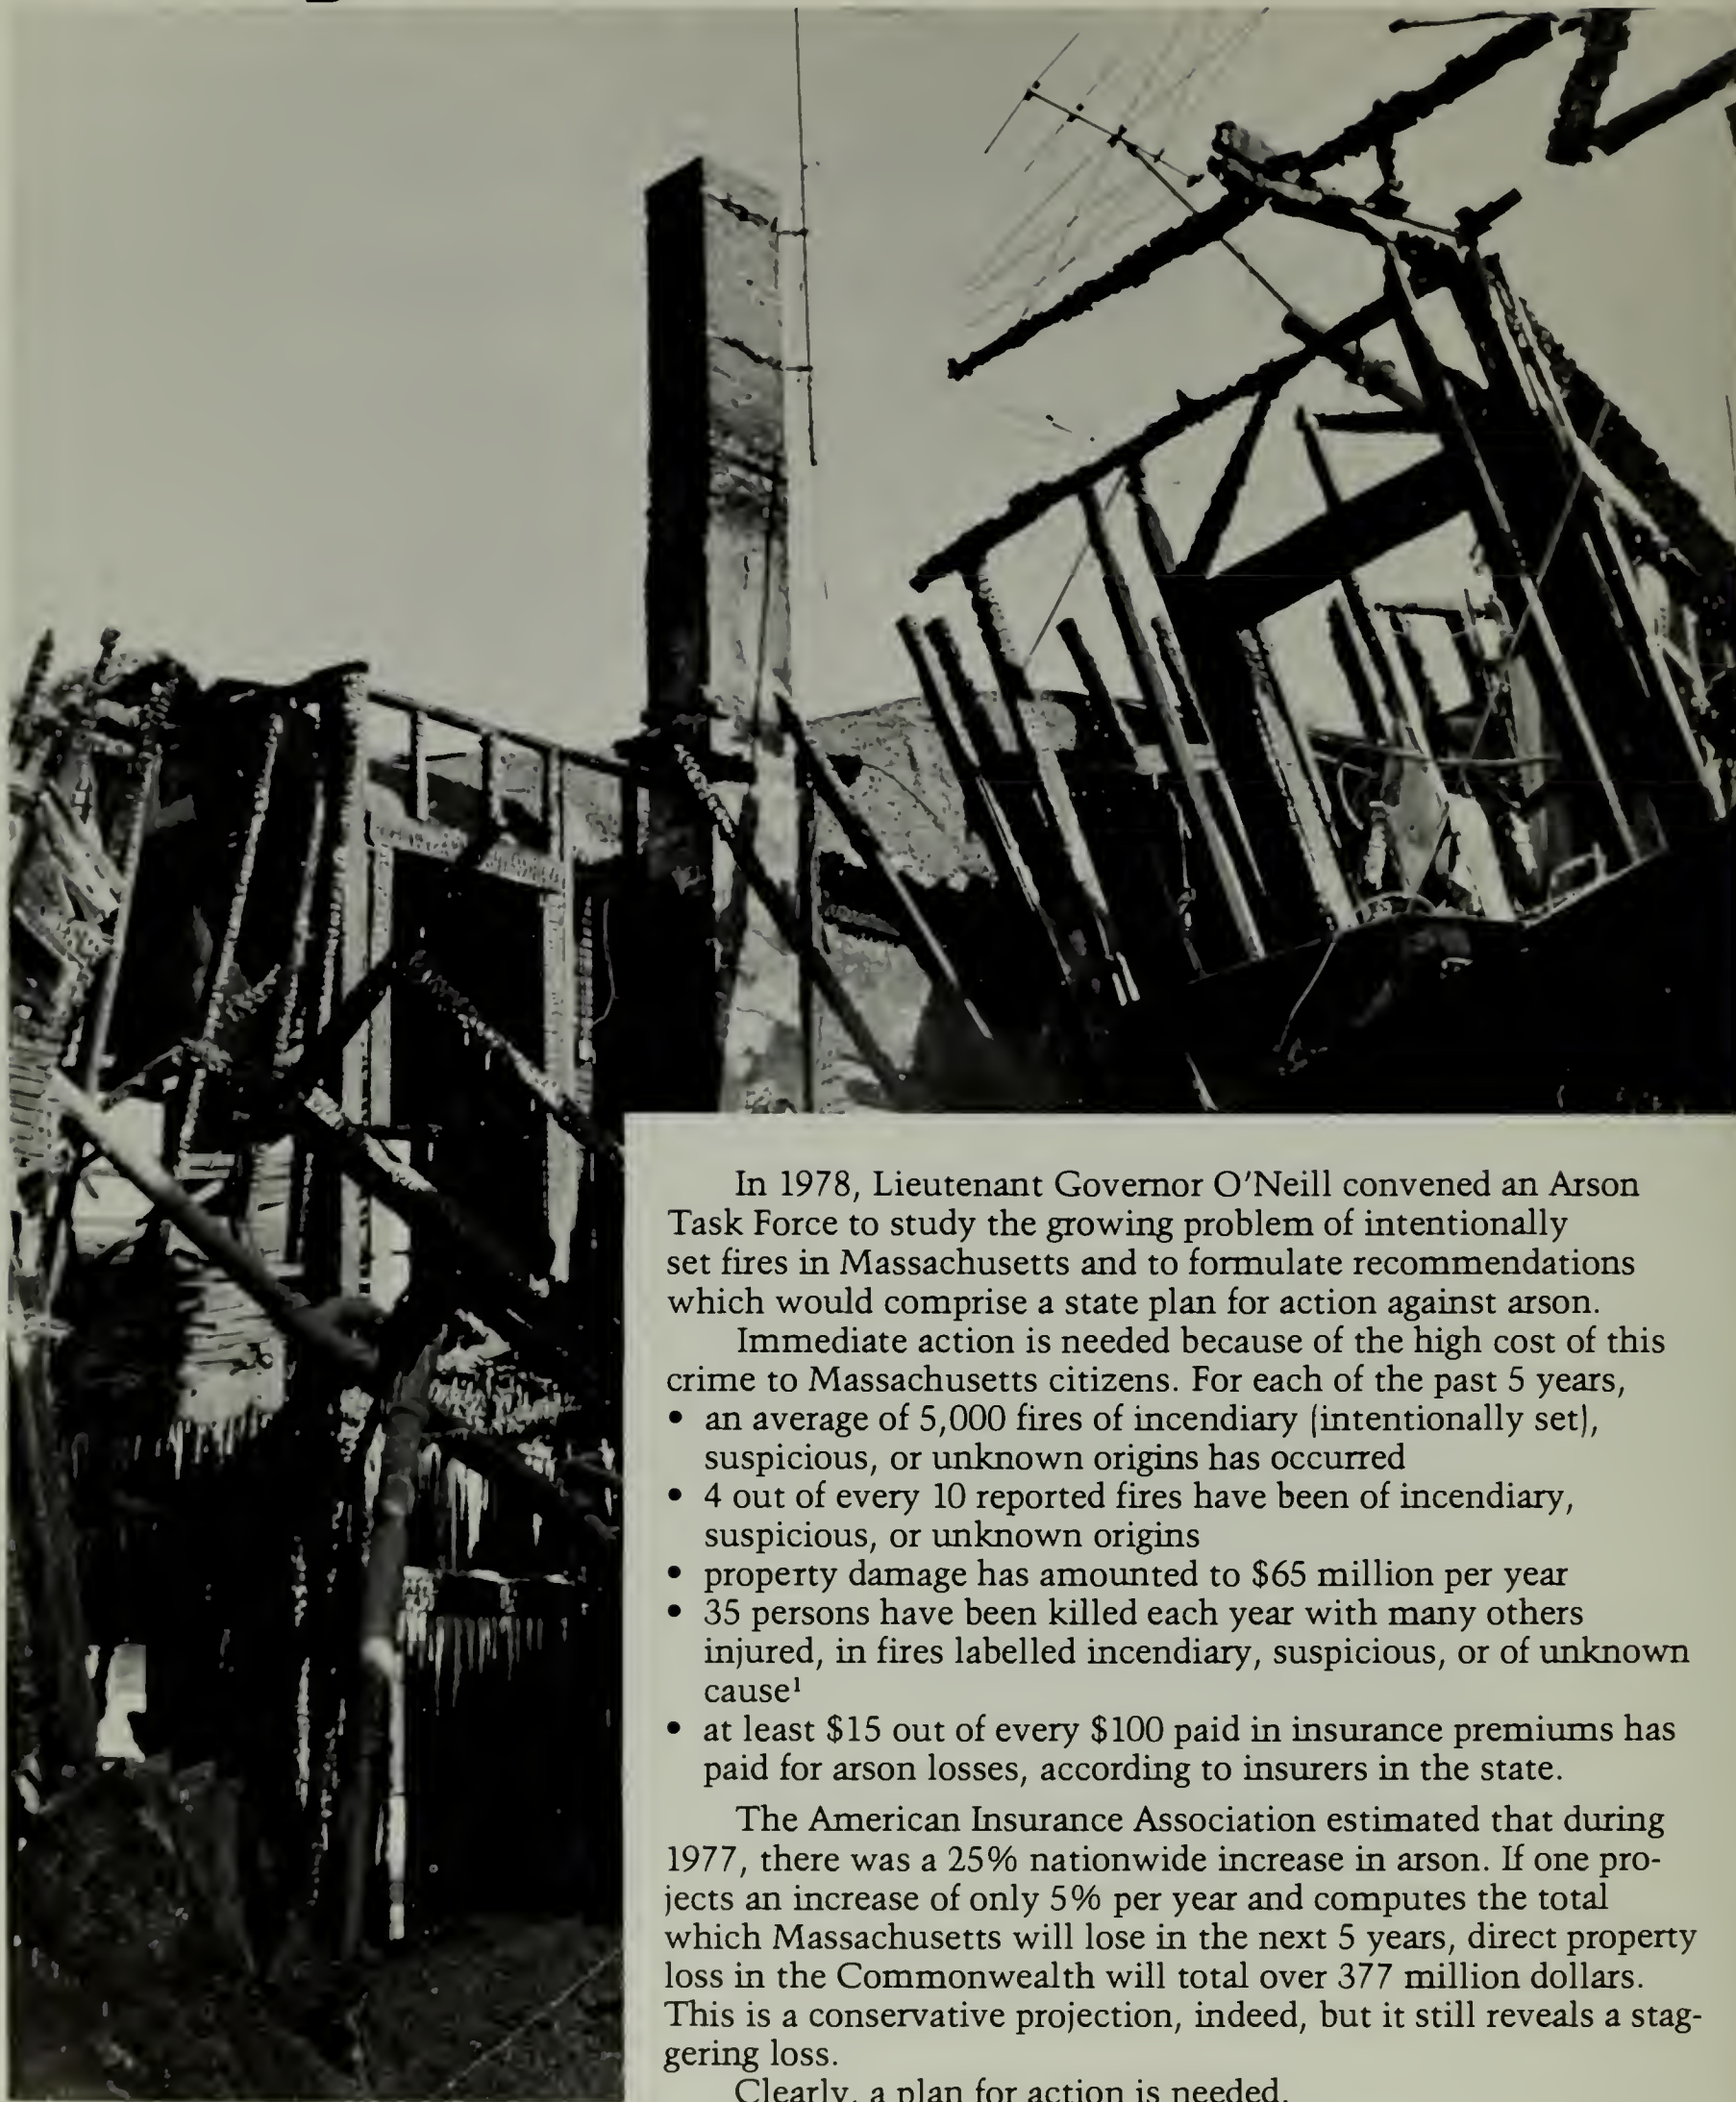 In 1978, Lieutenant Governor O'Neill convened an Arson
Task Force to study the growing problem of intentionally
set fires in Massachusetts and to formulate recommendations
which would comprise a state plan for action against arson.
Immediate action is needed because of the high cost of this
crime to Massachusetts citizens. For each of the past 5 years,
• an average of 5,000 fires of incendiary (intentionally set),
suspicious, or unknown origins has occurred
• 4 out of every 10 reported fires have been of incendiary,
suspicious, or unknown origins
• property damage has amounted to $65 million per year
• 35 persons have been killed each year with many others
injured, in fires labelled incendiary, suspicious, or of unknown
cause¹
• at least $15 out of every $100 paid in insurance premiums has
paid for arson losses, according to insurers in the state.
The American Insurance Association estimated that during
1977, there was a 25% nationwide increase in arson. If one pro-
jects an increase of only 5% per year and computes the total
which Massachusetts will lose in the next 5 years, direct property
loss in the Commonwealth will total over 377 million dollars.
This is a conservative projection, indeed, but it still reveals a stag-
gering loss.
Clearly, a plan for action is needed.